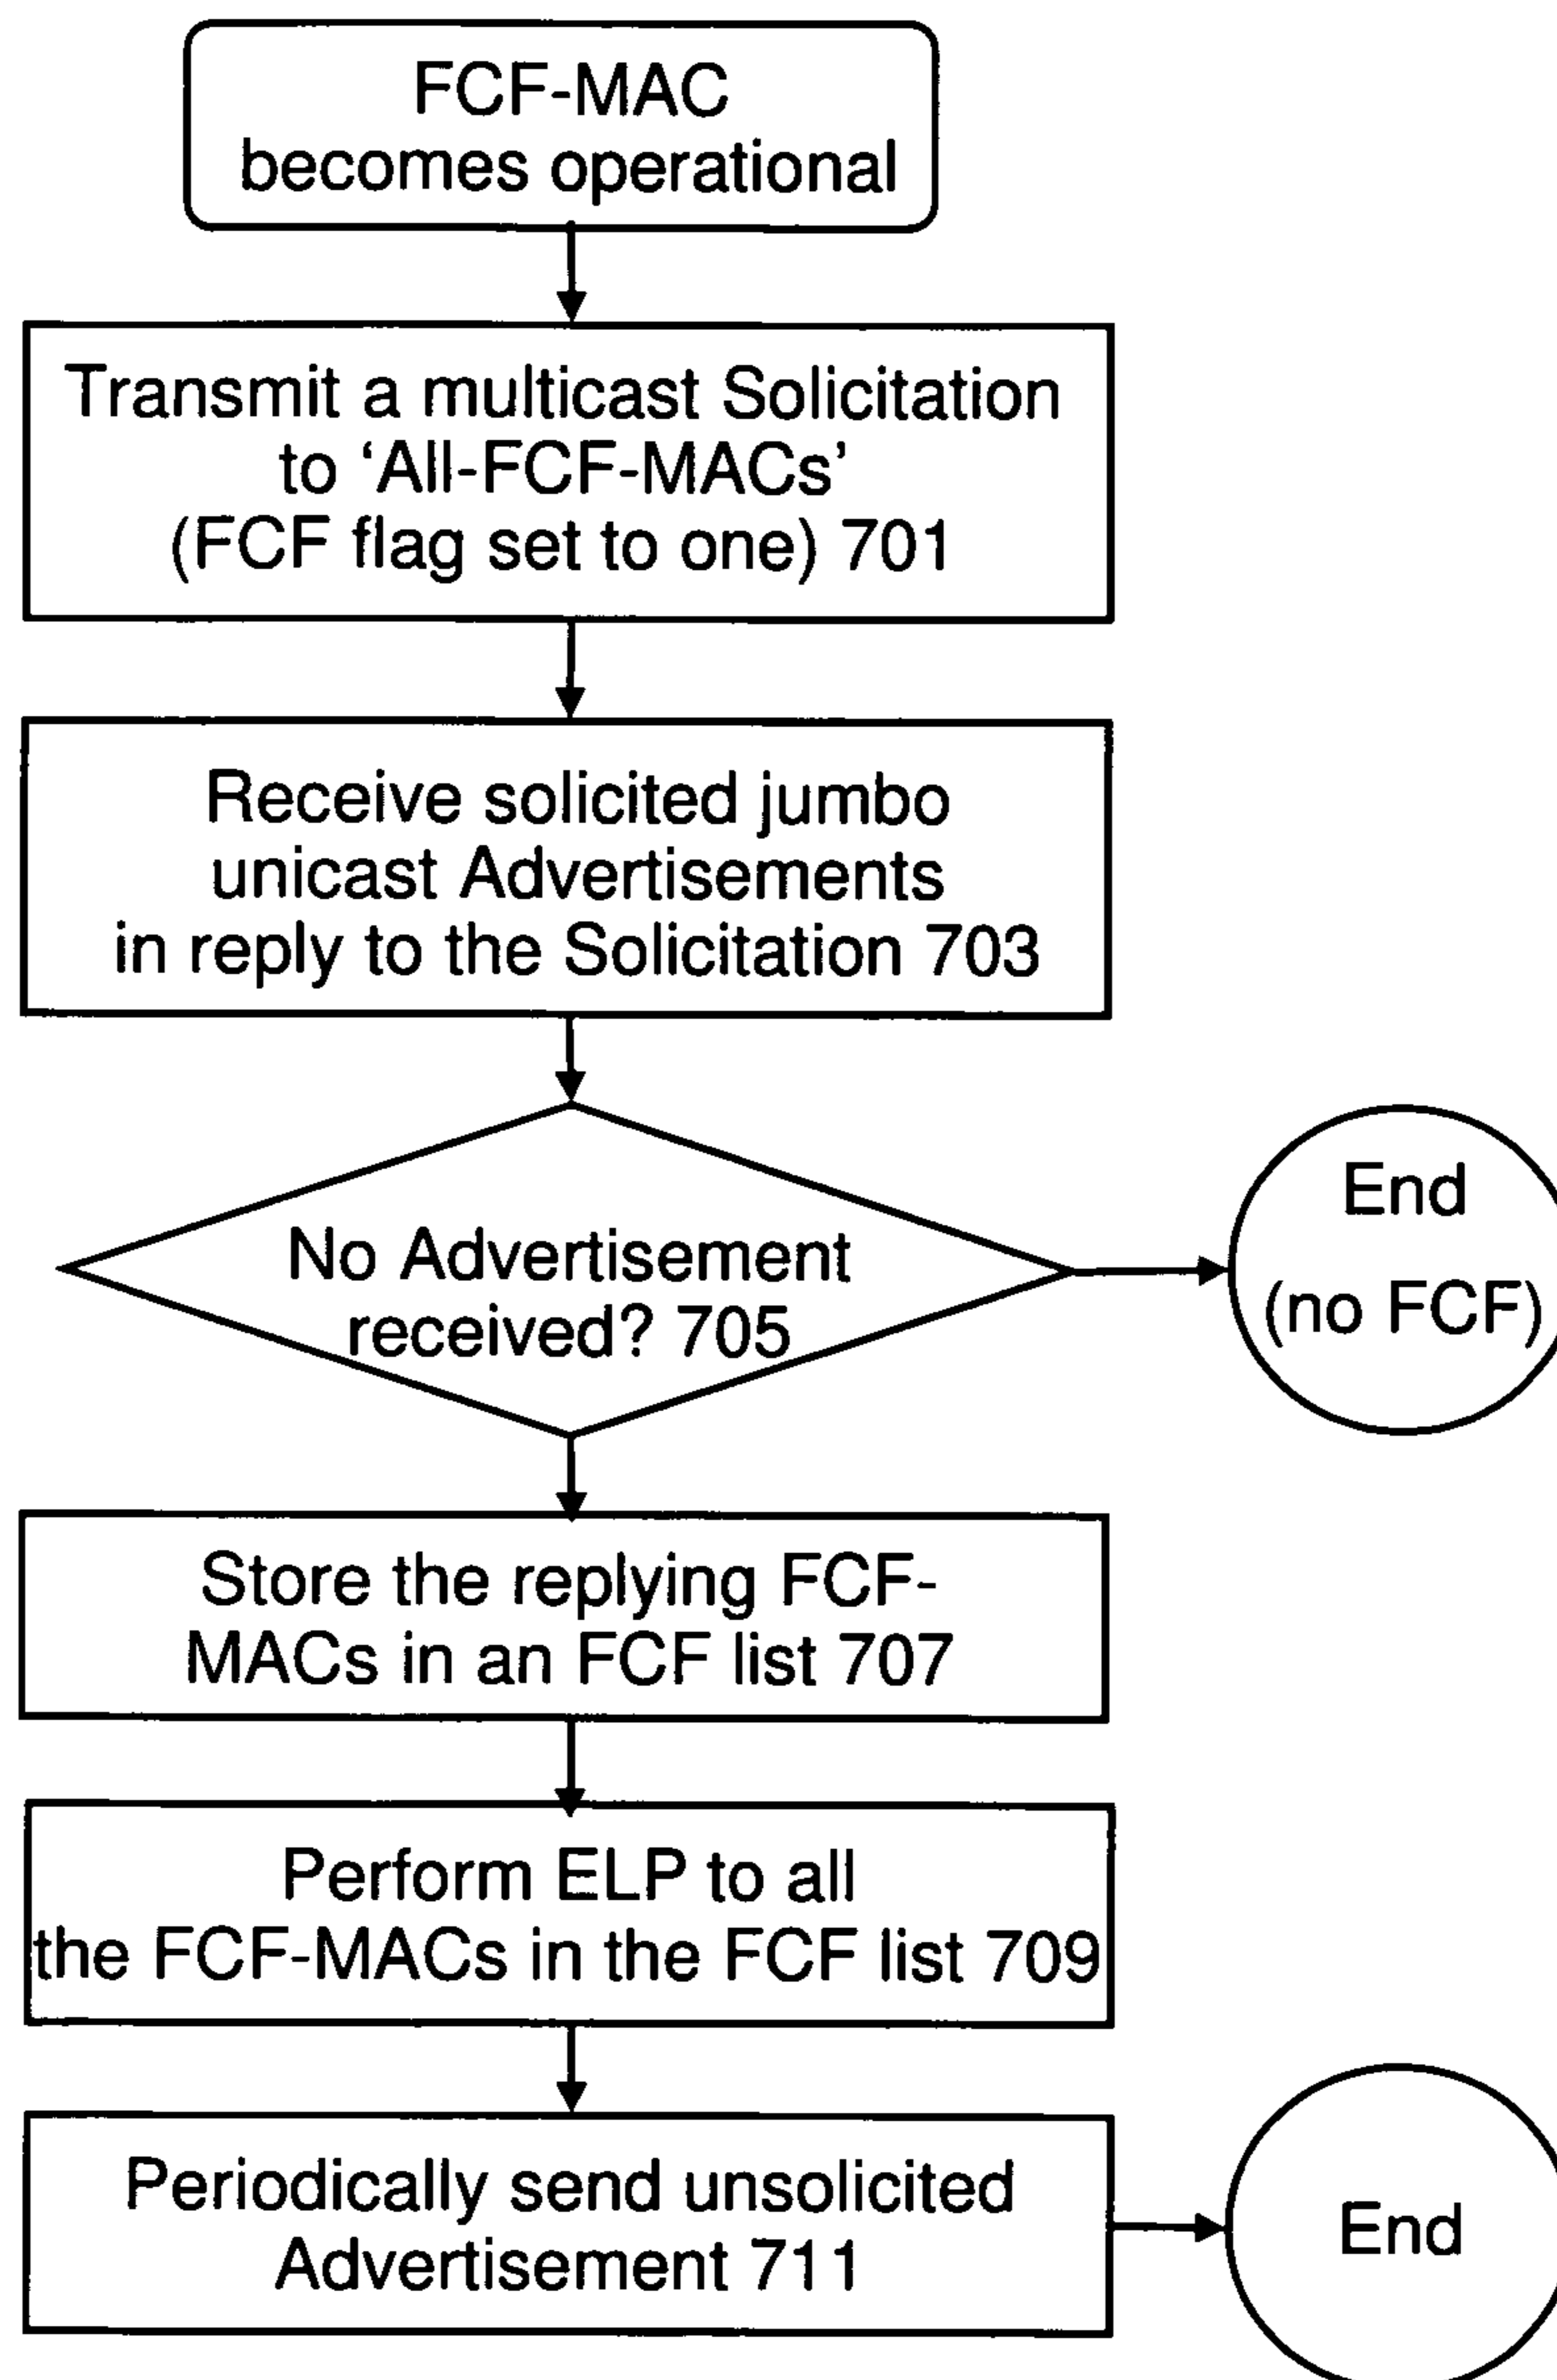 FCF-MAC
becomes operational
Transmit a multicast Solicitation
to ‘All-FCF-MACs’
(FCF flag set to one) 701
Receive solicited jumbo
unicast Advertisements
in reply to the Solicitation 703
No Advertisement
received? 705
End
(no FCF)
Store the replying FCF-
MACs in an FCF list 707
Perform ELP to all
the FCF-MACs in the FCF list 709
Periodically send unsolicited
Advertisement 711
End